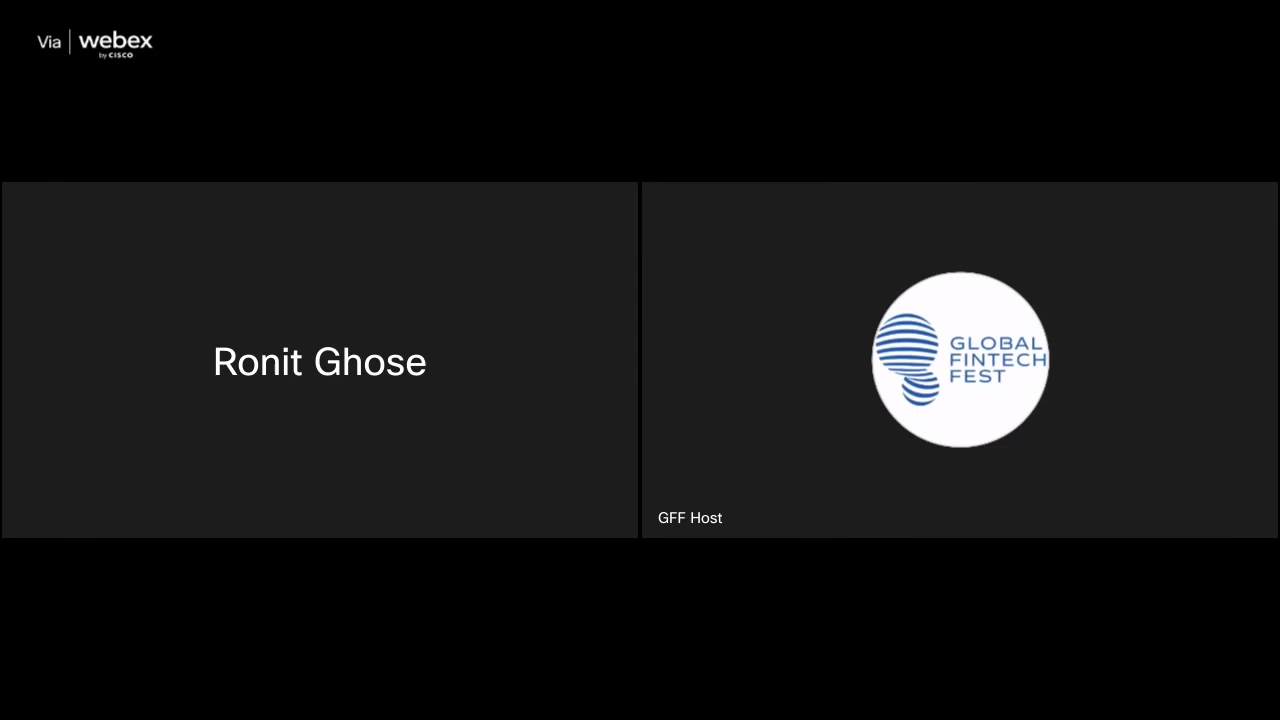 Via | webex
by CISCO
Ronit Ghose
GLOBAL
FINTECH
FEST
GFF Host